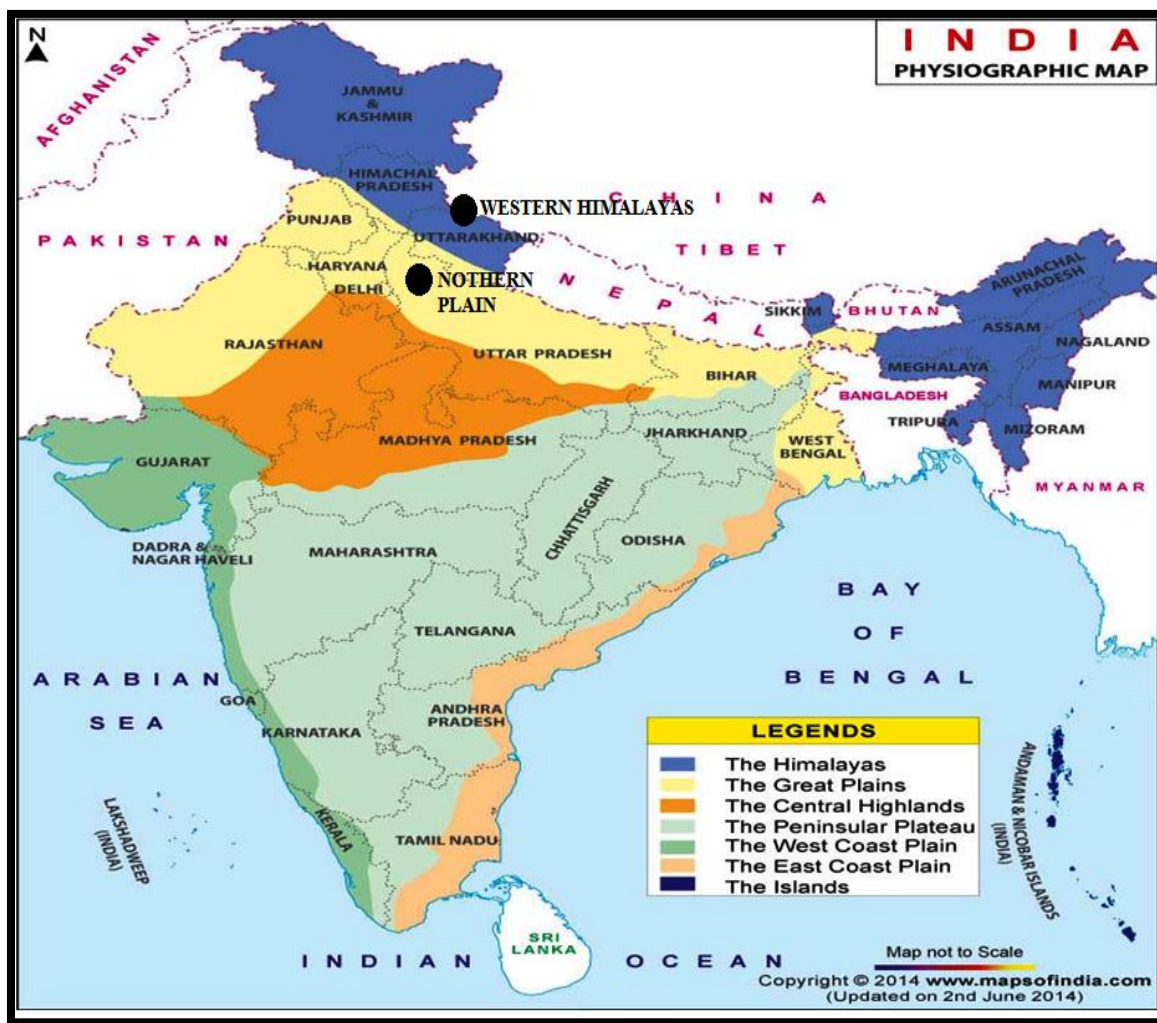 N
INDIA
PHYSIOGRAPHIC MAP
AFGHANISTAN
JAMMU
&
KASHMIR
HIMACHAL
PRADESH
WESTERN HIMALAYAS
CHINA
PUNJAB
UTTARAKHAND
PAKISTAN
TIBET
HARYANA
DELHI
NOTHERN
PLAIN
NEPAL
SIKKIM
BHUTAN
ARUNACHAL
PRADESH
ASSAM
NAGALAND
RAJASTHAN
UTTAR PRADESH
BIHAR
MEGHALAYA
MANIPUR
BANGLADESH
TRIPURA
MIZORAM
GUJARAT
MADHYA PRADESH
JHARKHAND
WEST
BENGAL
MYANMAR
CHHATTISGARH
ODISHA
DADRA &
NAGAR HAVELI
MAHARASHTRA
TELANGANA
BAY
OF
BENGAL
ARABIAN
SEA
GOA
KARNATAKA
ANDHRA
PRADESH
LAKSHADWEEP
(INDIA)
KERALA
TAMIL NADU
ANDAMAN & NICOBAR ISLANDS
(INDIA)
LEGENDS
The Himalayas
The Great Plains
The Central Highlands
The Peninsular Plateau
The West Coast Plain
The East Coast Plain
The Islands
SRI
LANKA
INDIAN OCEAN
Map not to Scale
Copyright © 2014 www.mapsofindia.com
(Updated on 2nd June 2014)